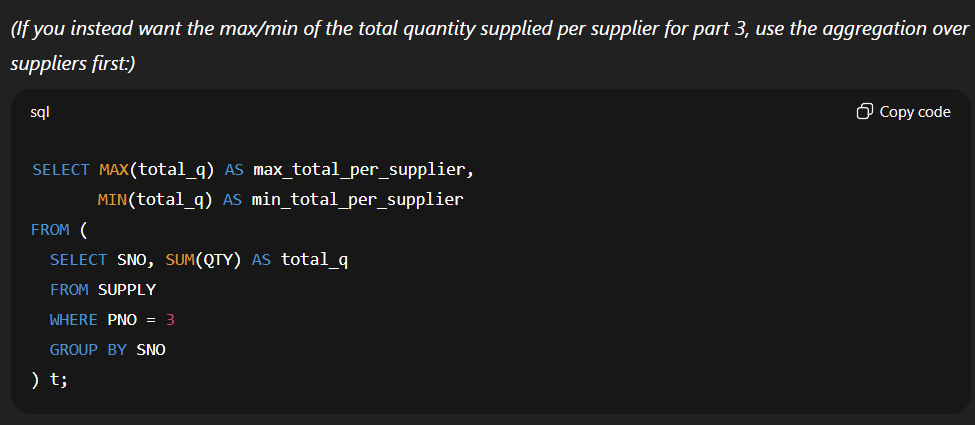 (If you instead want the max/min of the total quantity supplied per supplier for part 3, use the aggregation over
suppliers first:)
sql
Copy code
SELECT MAX(total_q) AS max_total_per_supplier,
       MIN(total_q) AS min_total_per_supplier
FROM (
  SELECT SNO, SUM(QTY) AS total_q
  FROM SUPPLY
  WHERE PNO = 3
  GROUP BY SNO
) t;